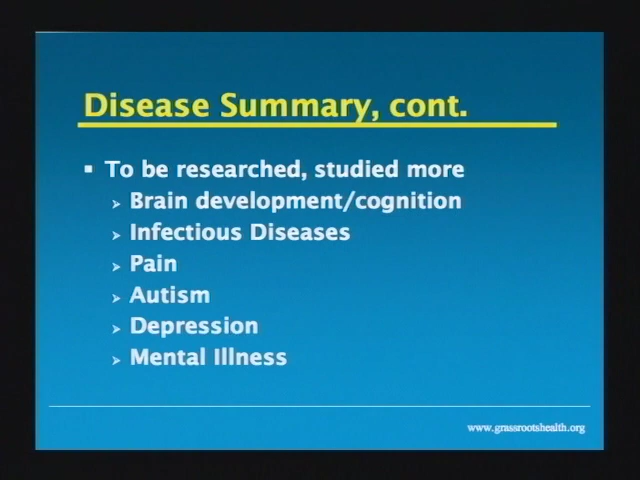 Disease Summary, cont.
▪ To be researched, studied more
➢ Brain development/cognition
➢ Infectious Diseases
➢ Pain
➢ Autism
➢ Depression
➢ Mental Illness
www.grassrootshealth.org